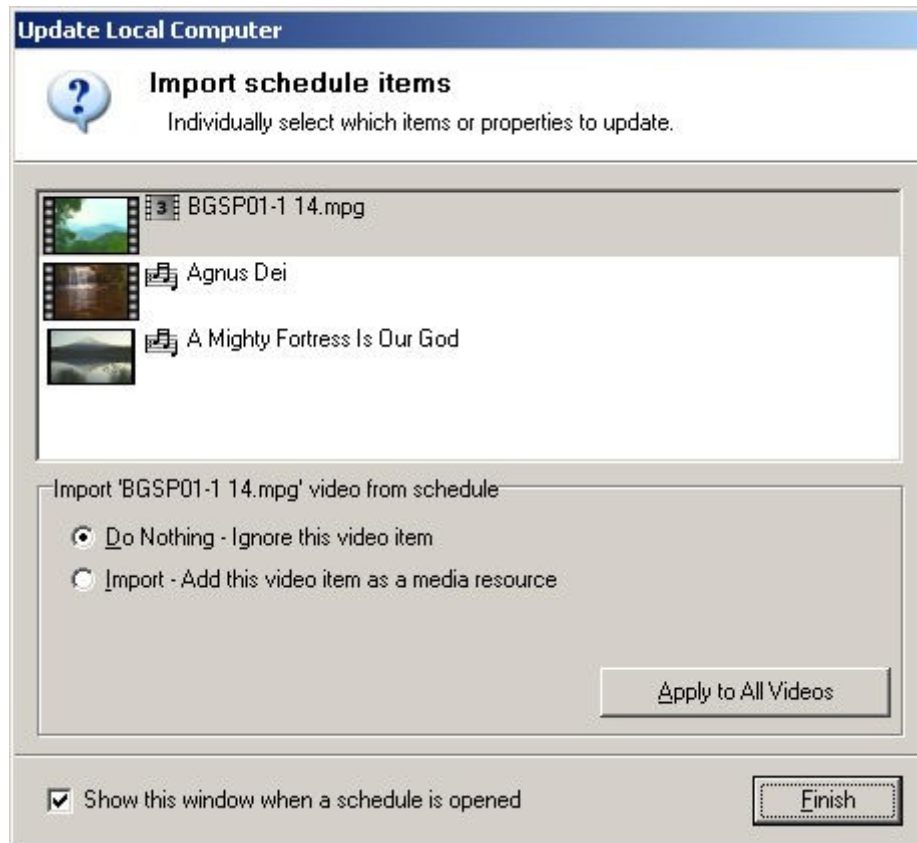 Update Local Computer
Import schedule items
Individually select which items or properties to update.
3 BGSP01-1 14.mpg
Agnus Dei
A Mighty Fortress Is Our God
Import 'BGSP01-1 14.mpg' video from schedule
Do Nothing - Ignore this video item
Import - Add this video item as a media resource
Apply to All Videos
Show this window when a schedule is opened
Finish